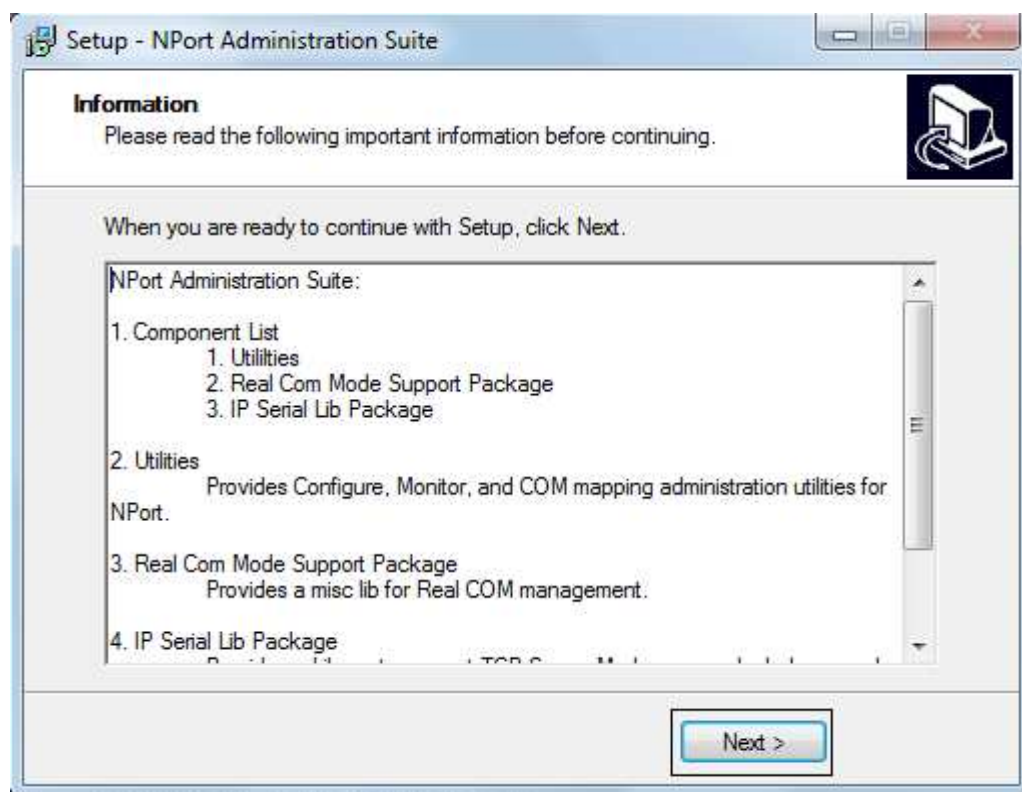 Setup - NPort Administration Suite
Information
Please read the following important information before continuing.
When you are ready to continue with Setup, click Next.
NPort Administration Suite:
1. Component List
1. Utililties
2. Real Com Mode Support Package
3. IP Serial Lib Package
2. Utilities
Provides Configure, Monitor, and COM mapping administration utilities for
NPort.
3. Real Com Mode Support Package
Provides a misc lib for Real COM management.
4. IP Serial Lib Package
Next >